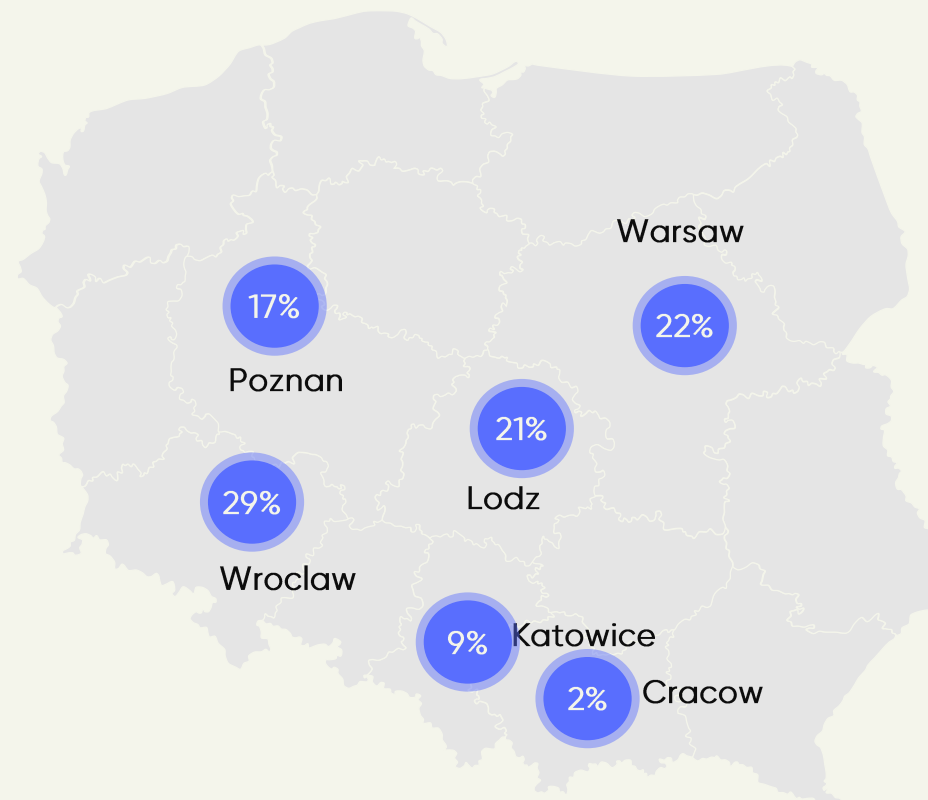 Warsaw
17%
22%
Poznan
21%
Lodz
29%
Wroclaw
9%
Katowice
2%
Cracow